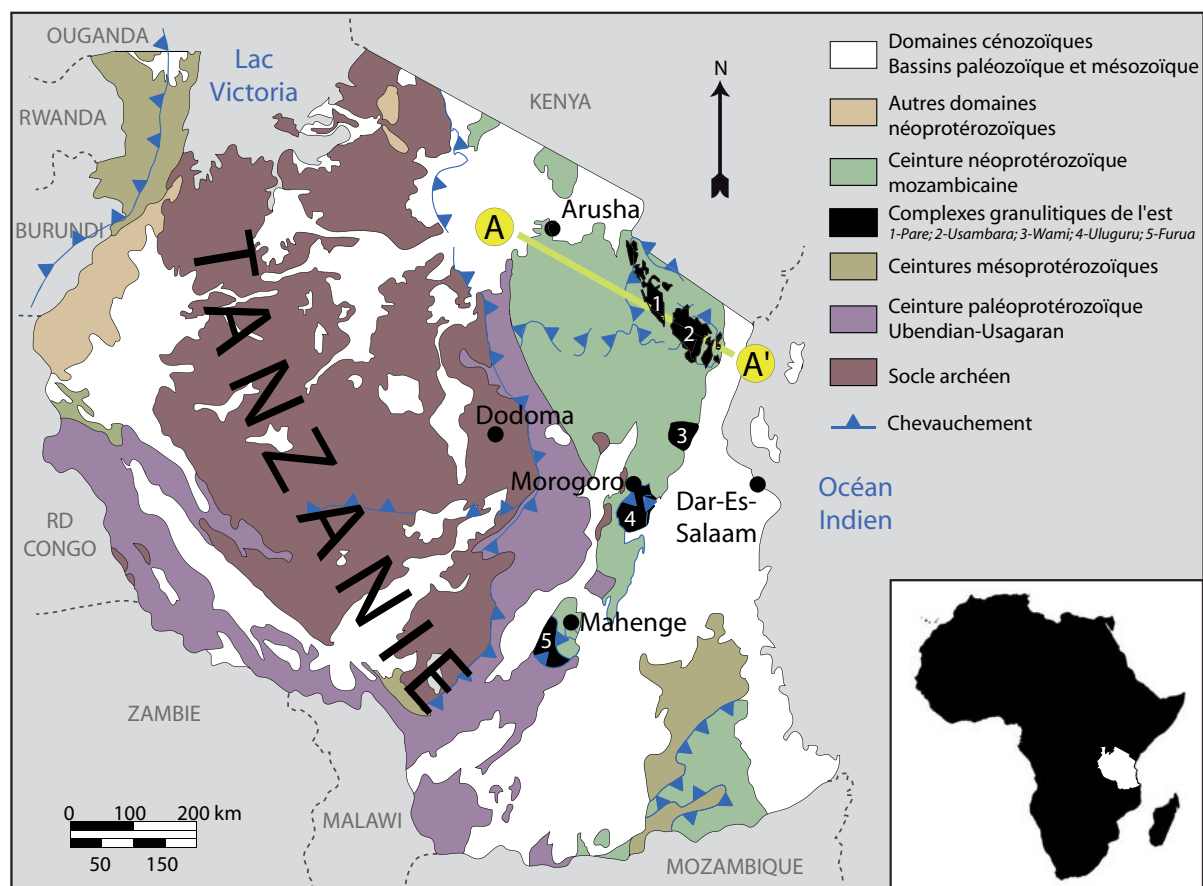 OUGANDA
Lac
Victoria
RWANDA
KENYA
BURUNDI
N
A
Arusha
1
2
A'
TANZANIE
Dodoma
3
Morogoro
4
Dar-Es-
Salaam
Océan
Indien
RD
CONGO
5
Mahenge
ZAMBIE
MALAWI
MOZAMBIQUE
0 100 200 km
50 150
Domaines cénozoïques
Bassins paléozoïque et mésozoïque
Autres domaines
néoprotérozoïques
Ceinture néoprotérozoïque
mozambicaine
Complexes granulitiques de l'est
1-Pare; 2-Usambara; 3-Wami; 4-Uluguru; 5-Furua
Ceintures mésoprotérozoïques
Ceinture paléoprotérozoïque
Ubendian-Usagaran
Socle archéen
Chevauchement